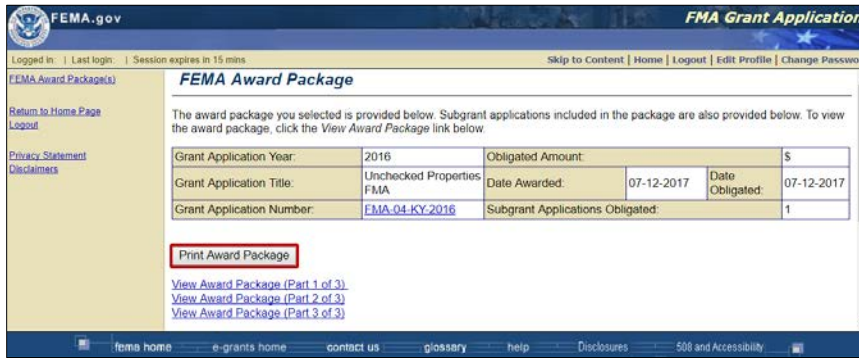 FEMA.gov
FMA Grant Application
Logged in: | Last login: | Session expires in 15 mins
Skip to Content | Home | Logout | Edit Profile | Change Passwo
FEMA Award Package(s)
Return to Home Page
Logout
Privacy Statement
Disclaimers
FEMA Award Package
The award package you selected is provided below. Subgrant applications included in the package are also provided below. To view
the award package, click the View Award Package link below.
Grant Application Year: 2016 Obligated Amount: $
Grant Application Title: Unchecked Properties FMA Date Awarded: 07-12-2017 Date Obligated: 07-12-2017
Grant Application Number: FMA-04-KY-2016 Subgrant Applications Obligated: 1
Print Award Package
View Award Package (Part 1 of 3)
View Award Package (Part 2 of 3)
View Award Package (Part 3 of 3)
fema home e-grants home contact us glossary help Disclosures 508 and Accessibility